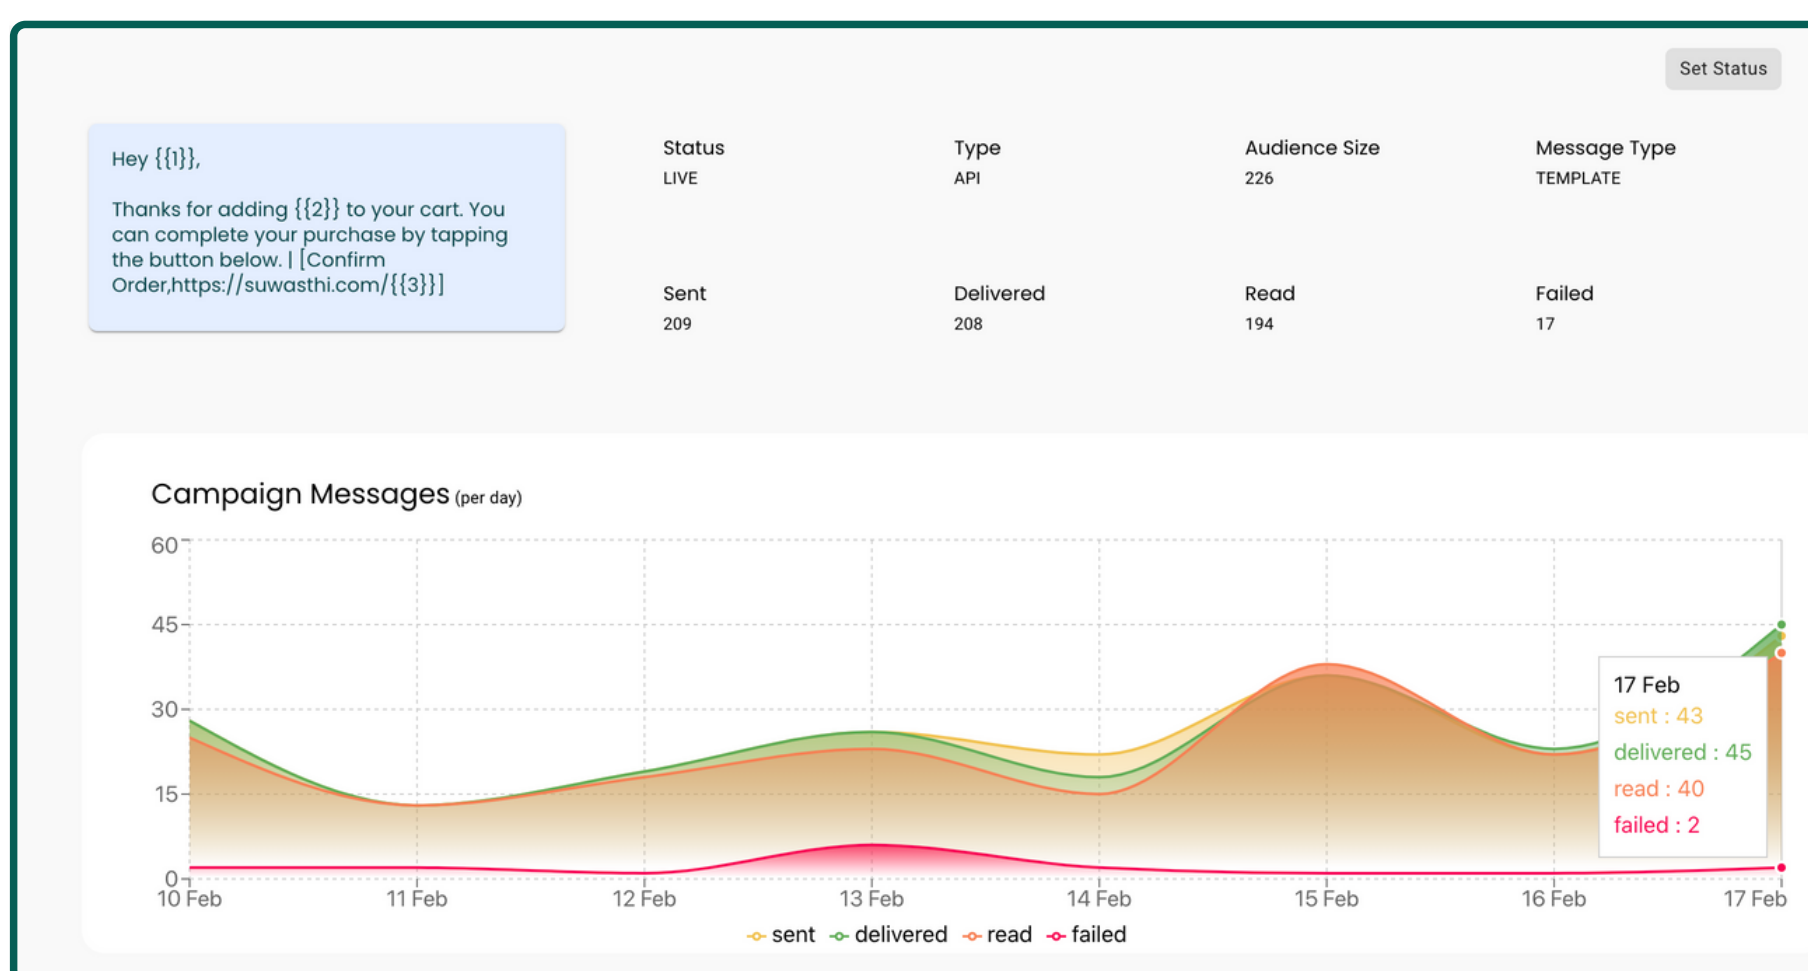 Set Status
Hey {{1}},
Thanks for adding {{2}} to your cart. You
can complete your purchase by tapping
the button below. | [Confirm
Order,https://suwasthi.com/{{3}}]
Status
LIVE
Type
API
Audience Size
226
Message Type
TEMPLATE
Sent
209
Delivered
208
Read
194
Failed
17
Campaign Messages (per day)
60
45
30
15
0
10 Feb
11 Feb
12 Feb
13 Feb
14 Feb
15 Feb
16 Feb
17 Feb
17 Feb
sent : 43
delivered : 45
read : 40
failed : 2
sent
delivered
read
failed